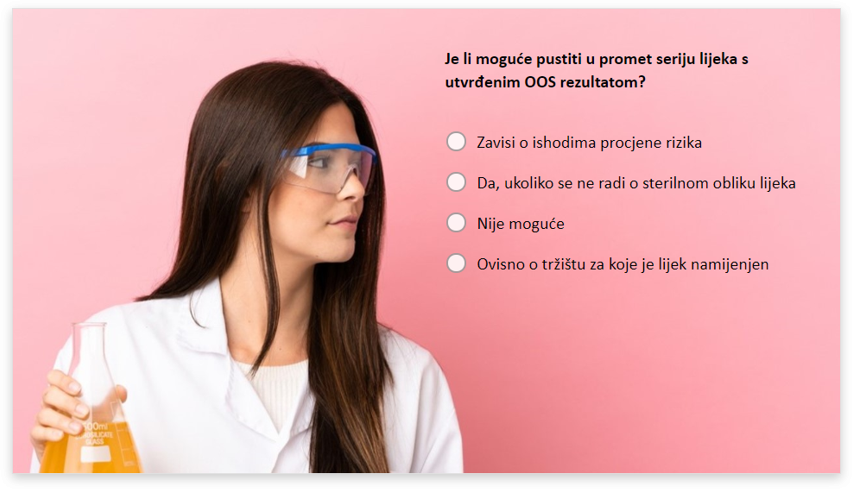 Je li moguće pustiti u promet seriju lijeka s
utvrđenim OOS rezultatom?
Zavisi o ishodima procjene rizika
Da, ukoliko se ne radi o sterilnom obliku lijeka
Nije moguće
Ovisno o tržištu za koje je lijek namijenjen